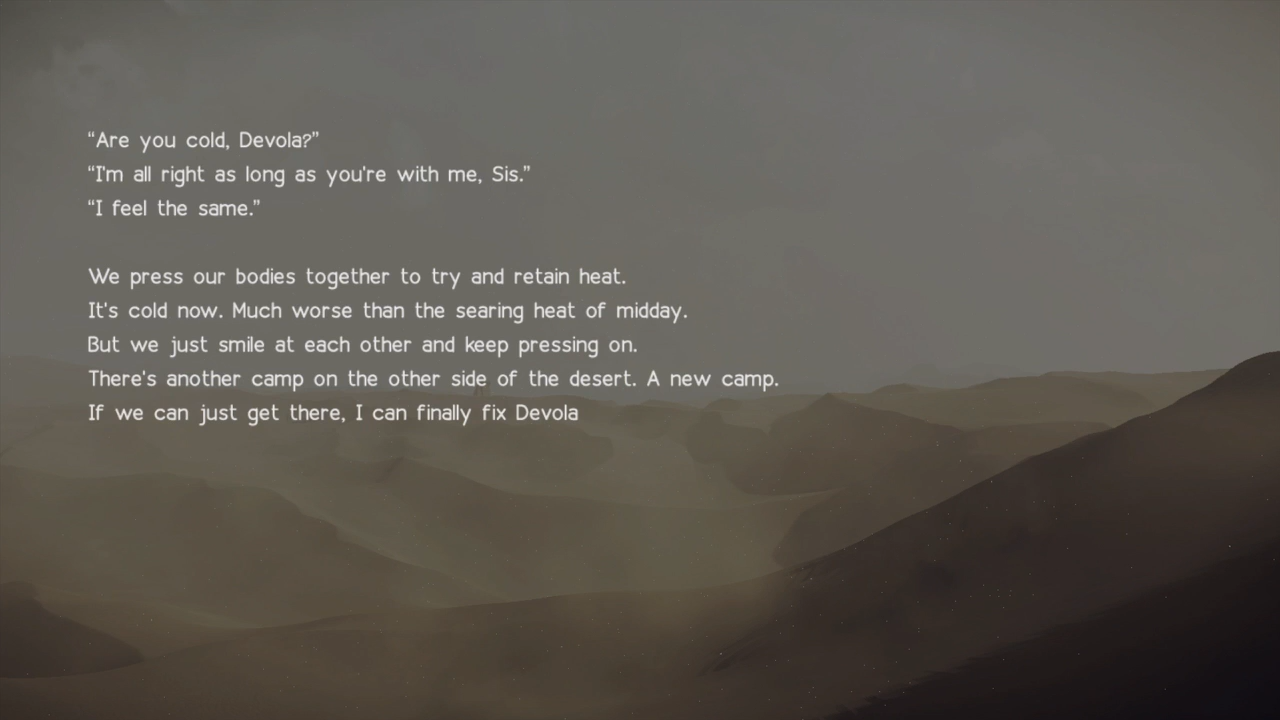 “Are you cold, Devola?”
“I'm all right as long as you're with me, Sis.”
“I feel the same.”
We press our bodies together to try and retain heat.
It's cold now. Much worse than the searing heat of midday.
But we just smile at each other and keep pressing on.
There's another camp on the other side of the desert. A new camp.
If we can just get there, I can finally fix Devola